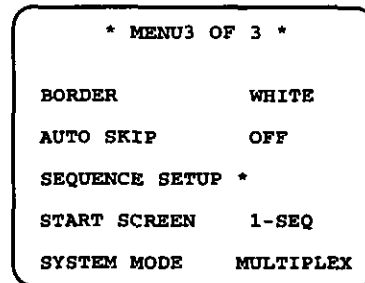 * MENU3 OF 3 *
BORDER WHITE
AUTO SKIP OFF
SEQUENCE SETUP *
START SCREEN 1-SEQ
SYSTEM MODE MULTIPLEX